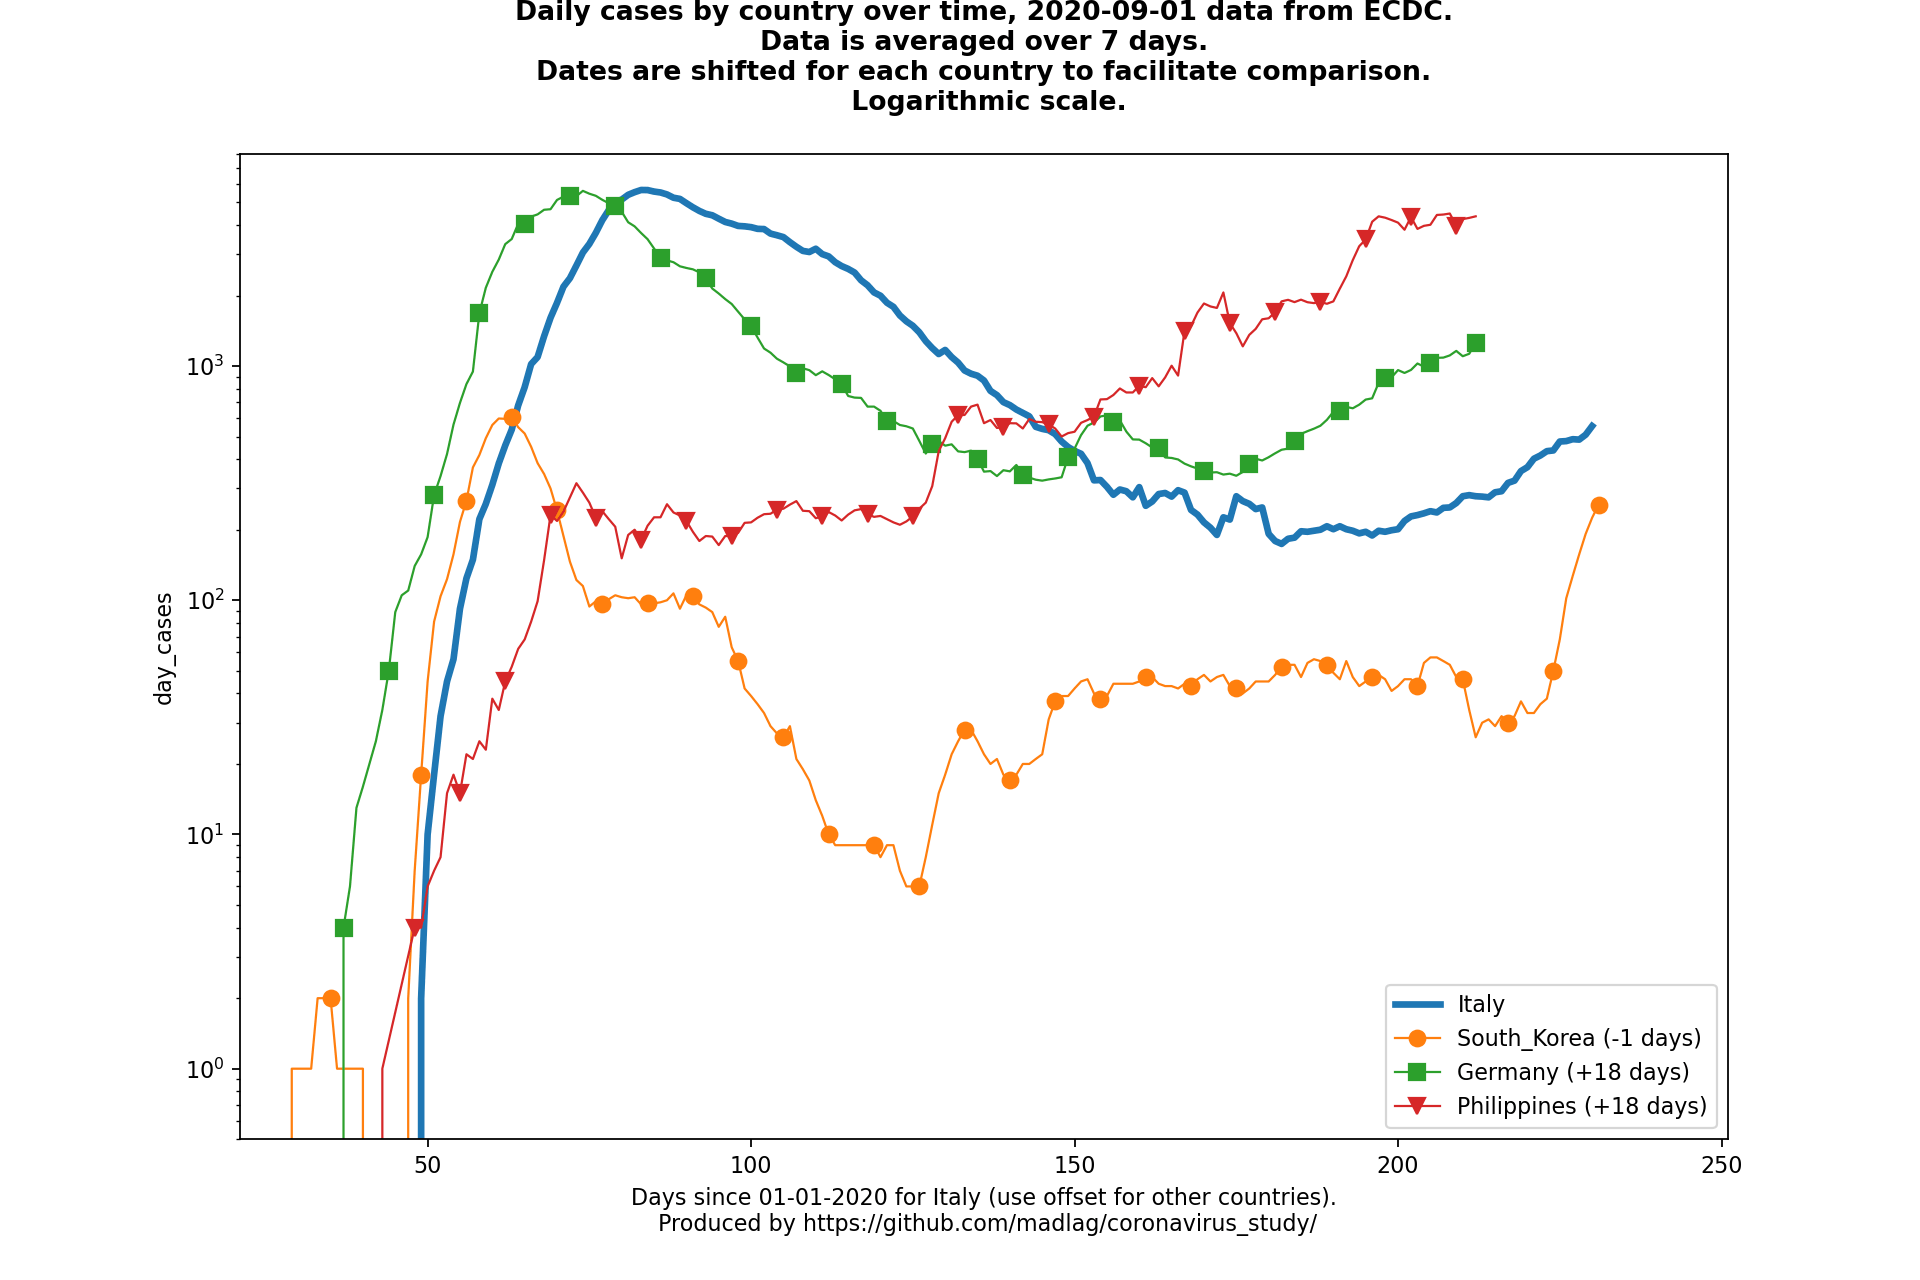 Daily cases by country over time, 2020-09-01 data from ECDC.
Data is averaged over 7 days.
Dates are shifted for each country to facilitate comparison.
Logarithmic scale.
day_cases
10³
10²
10¹
10⁰
Italy
South_Korea (-1 days)
Germany (+18 days)
Philippines (+18 days)
50
100
150
200
250
Days since 01-01-2020 for Italy (use offset for other countries).
Produced by https://github.com/madlag/coronavirus_study/